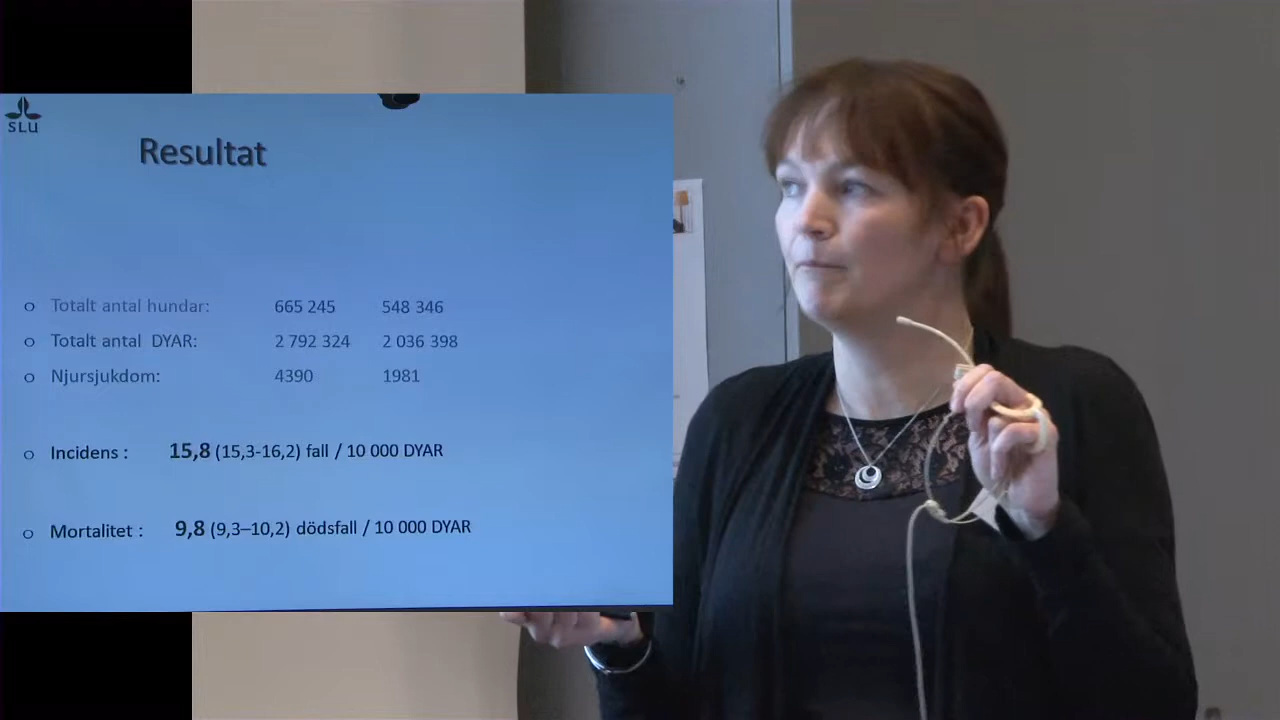 SLU
Resultat
o Totalt antal hundar: 665 245 548 346
o Totalt antal DYAR: 2 792 324 2 036 398
o Njursjukdom: 4390 1981
o Incidens : 15,8 (15,3-16,2) fall / 10 000 DYAR
o Mortalitet : 9,8 (9,3–10,2) dödsfall / 10 000 DYAR